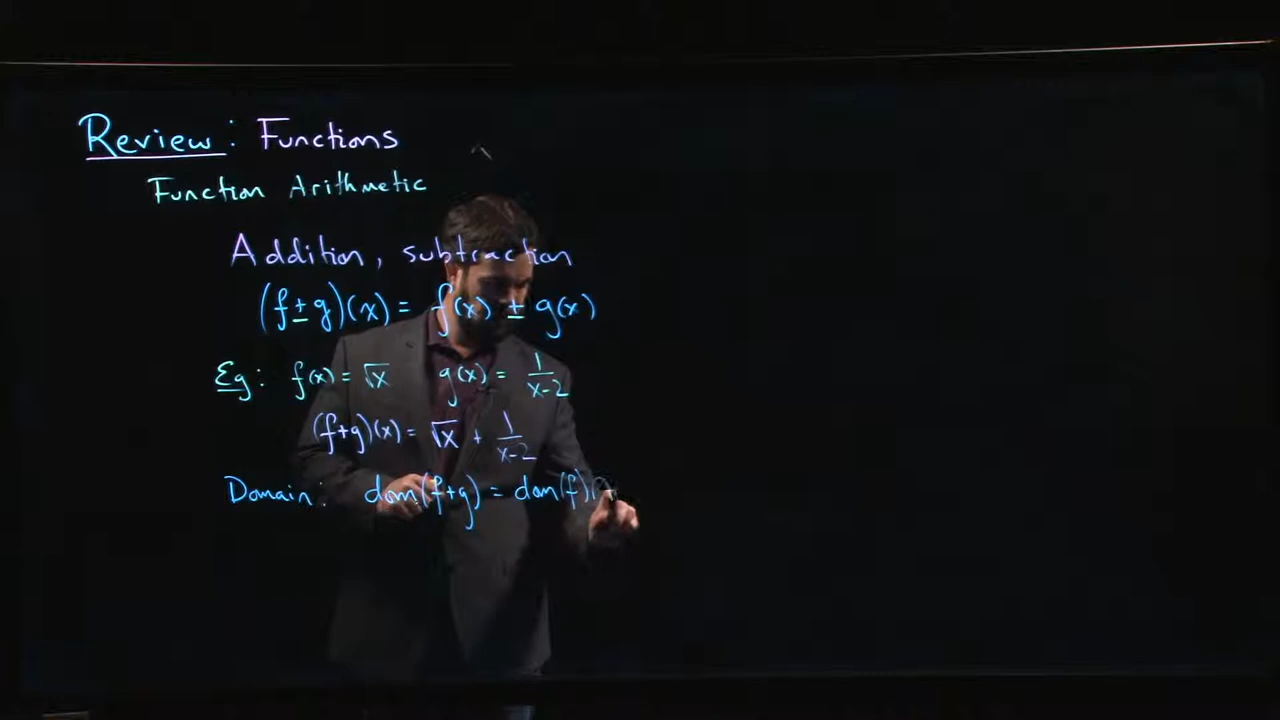 Review: Functions
Function Arithmetic
Addition, subtraction
(f±g)(x) = f(x) ± g(x)
Eg: f(x) = √x g(x) = 1/(x-2)
(f+g)(x) = √x + 1/(x-2)
Domain: dom(f+g) = dom(f) ∩